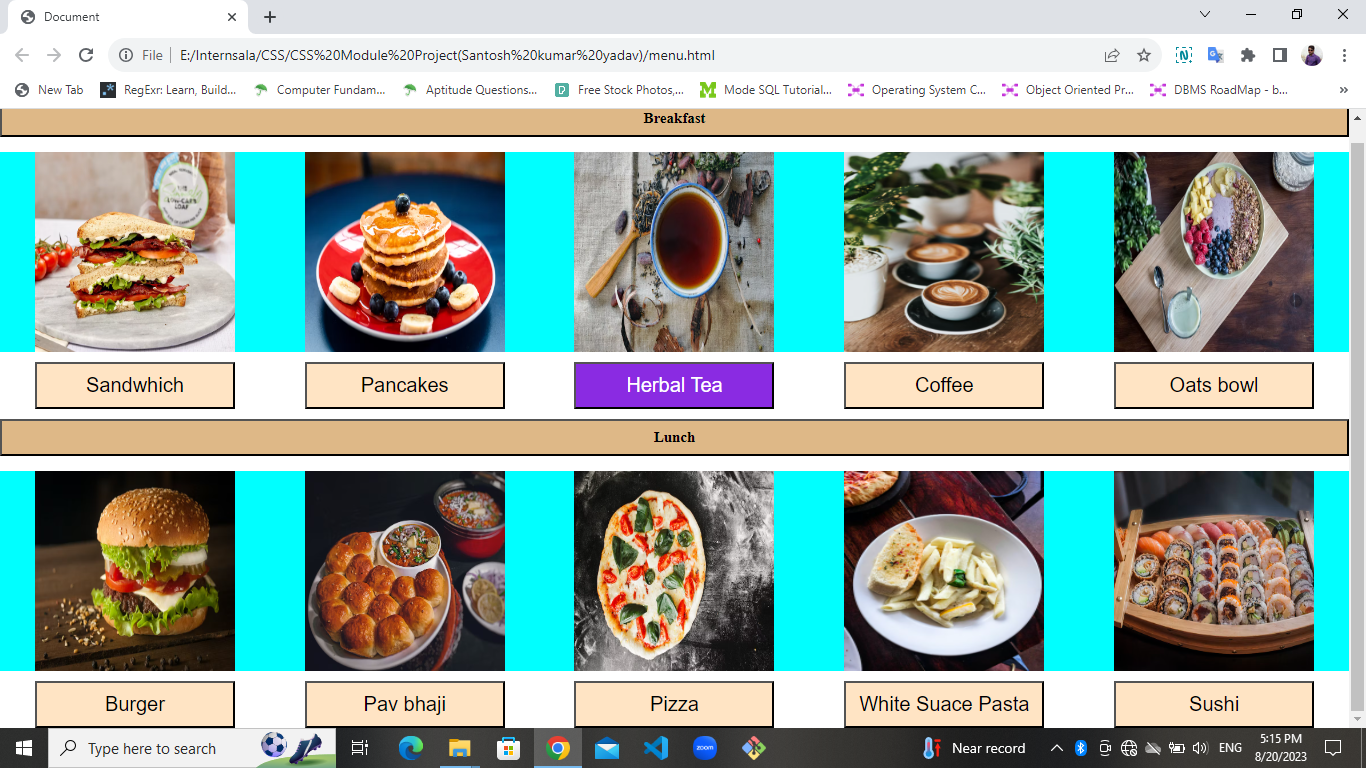 Document
File
E:/Internsala/CSS/CSS%20Module%20Project(Santosh%20kumar%20yadav)/menu.html
New Tab
RegExr: Learn, Build...
Computer Fundam...
Aptitude Questions...
Free Stock Photos,...
Mode SQL Tutorial...
Operating System C...
Object Oriented Pr...
DBMS RoadMap - b...
Breakfast
Sandwhich
Pancakes
Herbal Tea
Coffee
Oats bowl
Lunch
Burger
Pav bhaji
Pizza
White Suace Pasta
Sushi
Type here to search
zoom
Near record
ENG
5:15 PM
8/20/2023